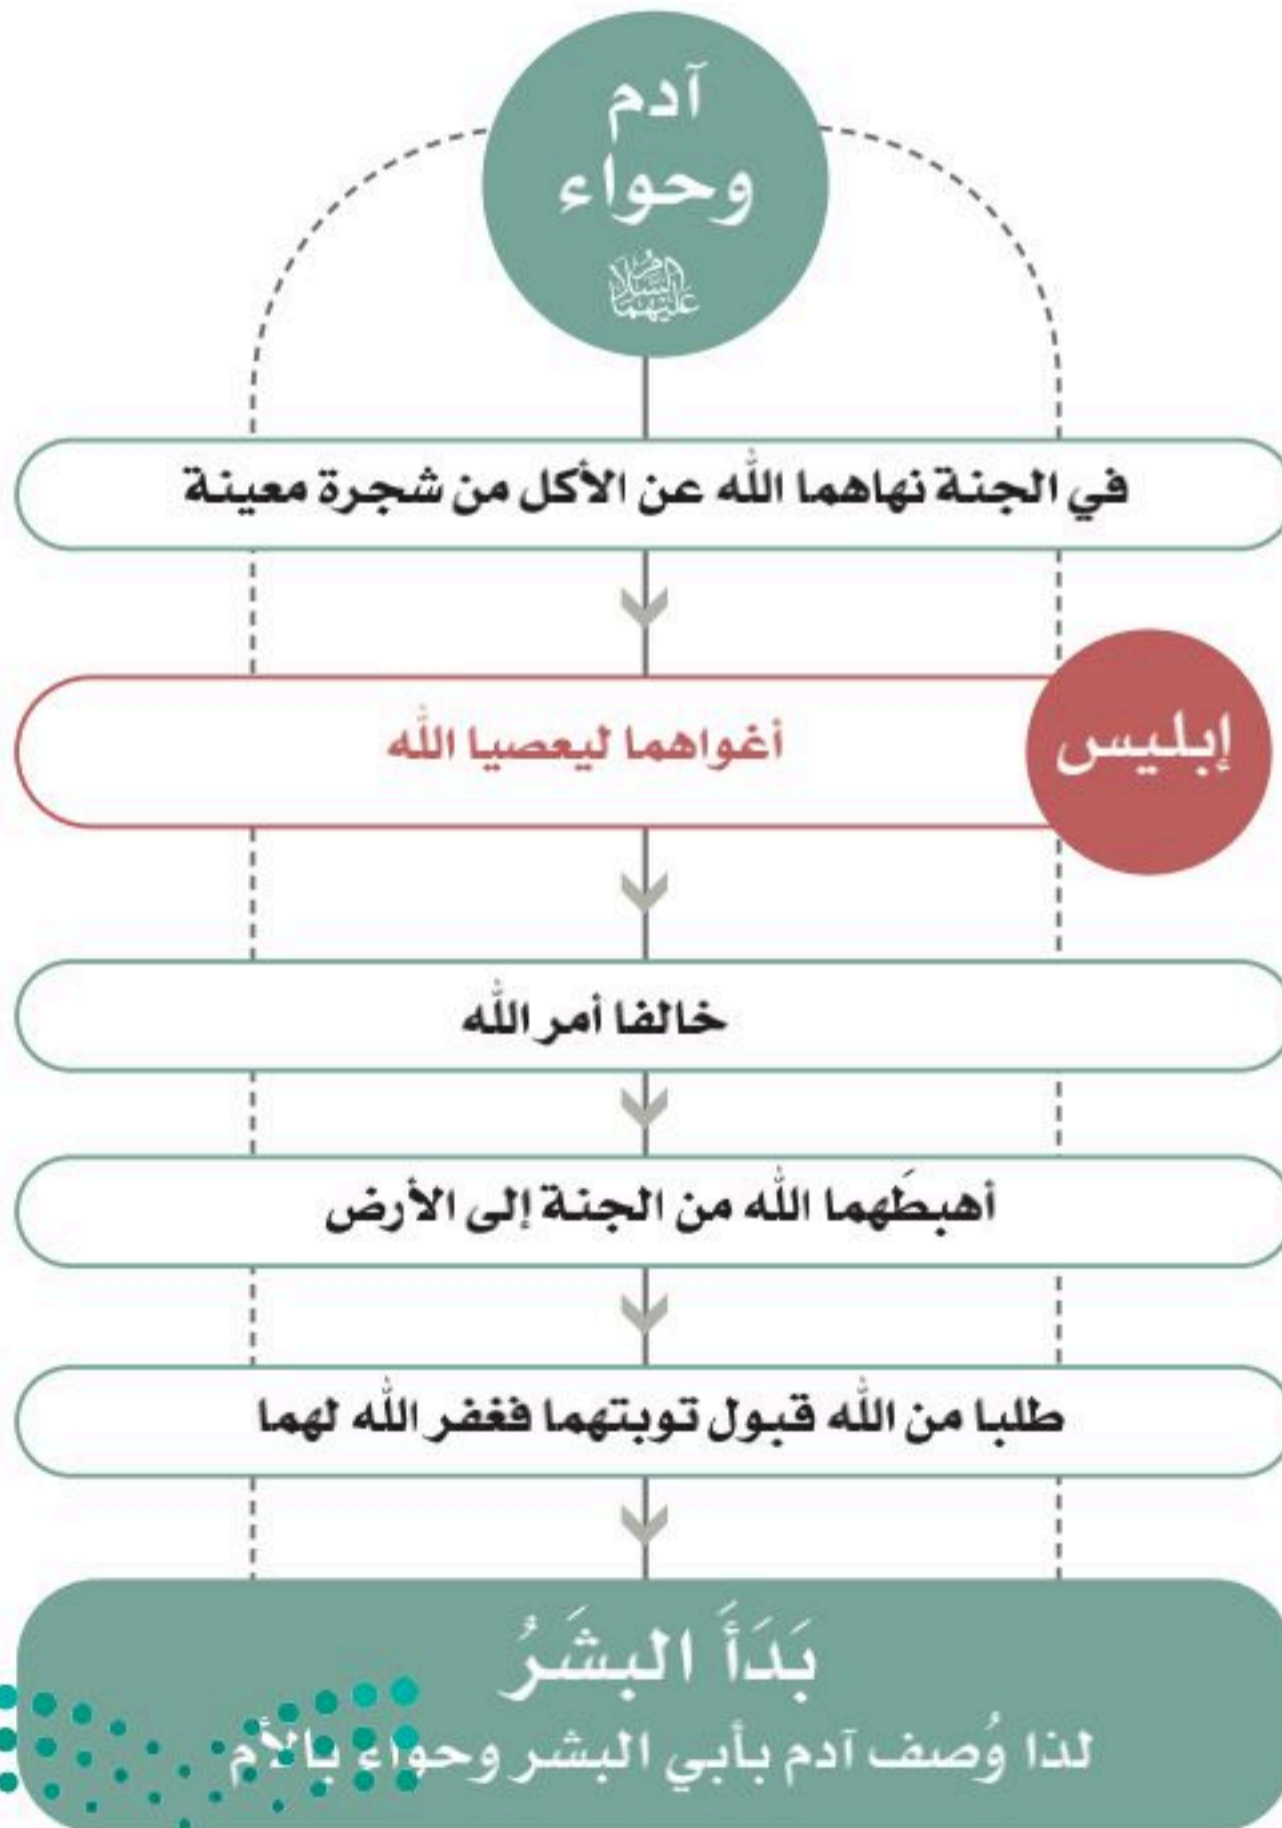 آدم
وحواء
عليهما السلام
في الجنة نهاهما الله عن الأكل من شجرة معينة
إبليس
أغواهما ليعصيا الله
خالفا أمر الله
أهبطَهما الله من الجنة إلى الأرض
طلبا من الله قبول توبتهما فغفر الله لهما
بَدَأَ البشَرُ
لذا وُصف آدم بأبي البشر وحواء بالأم